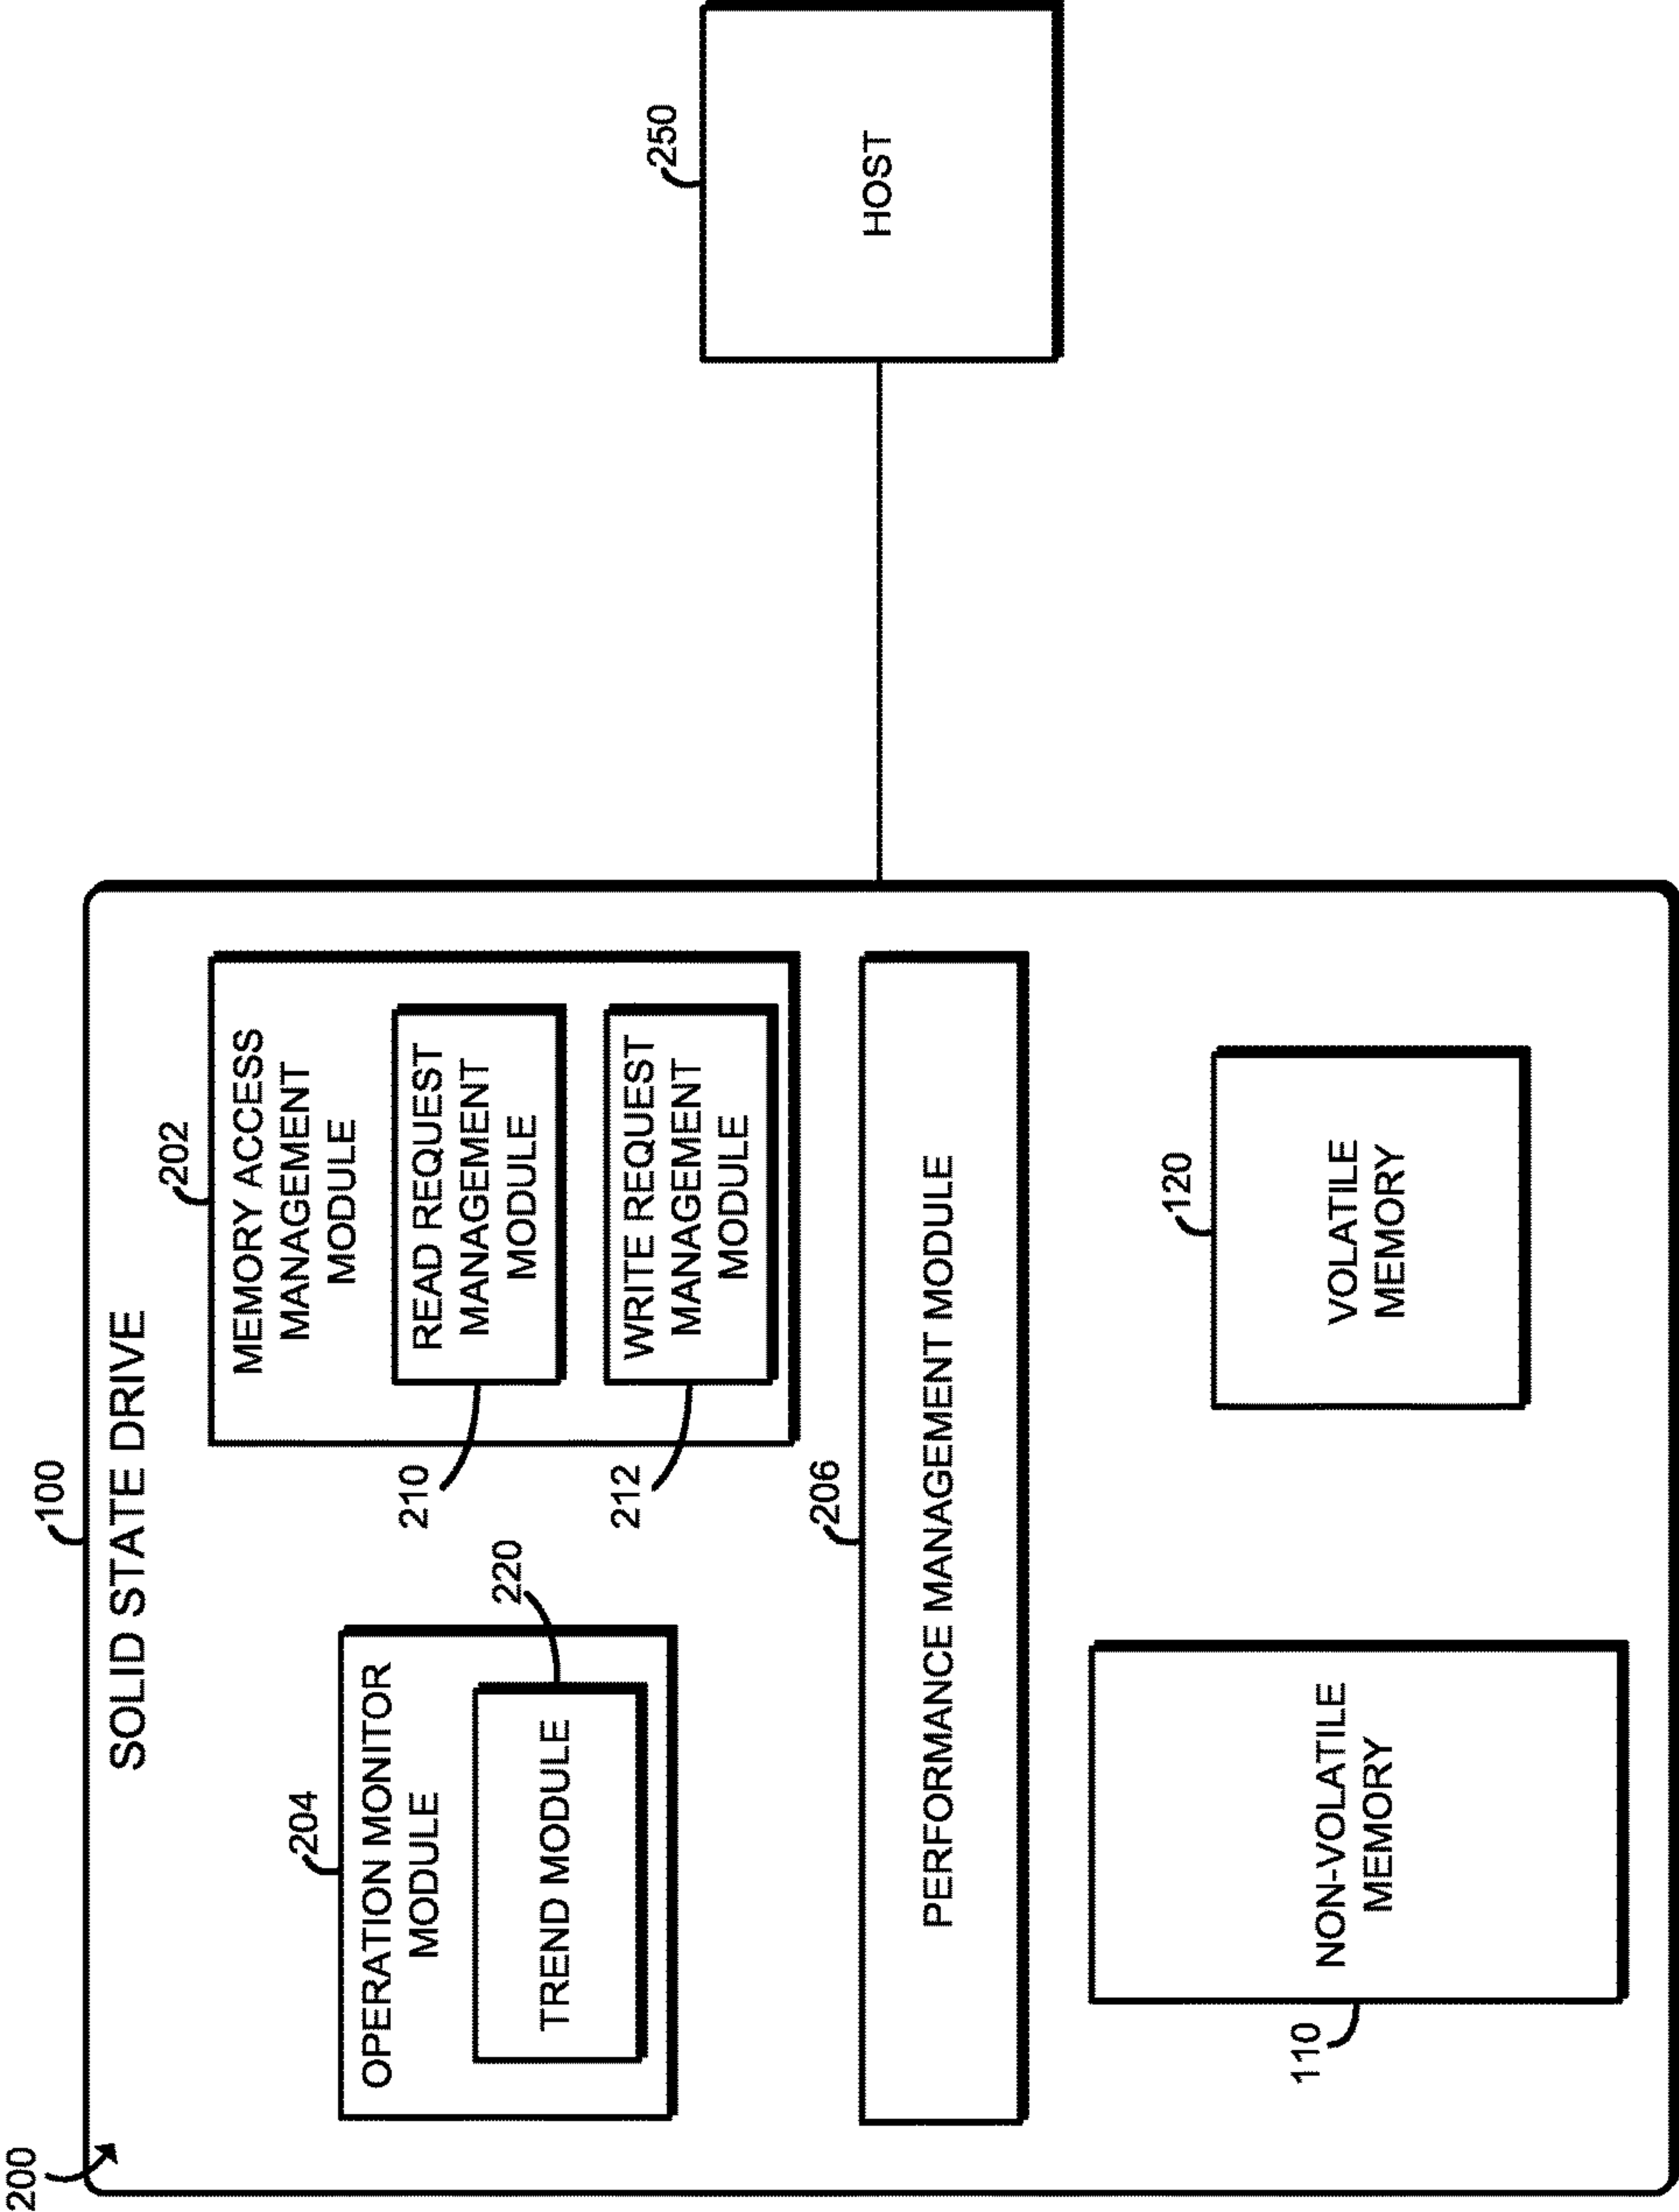 200
100
SOLID STATE DRIVE
204
OPERATION MONITOR
MODULE
220
TREND MODULE
202
MEMORY ACCESS
MANAGEMENT
MODULE
210
READ REQUEST
MANAGEMENT
MODULE
212
WRITE REQUEST
MANAGEMENT
MODULE
206
PERFORMANCE MANAGEMENT MODULE
110
NON-VOLATILE
MEMORY
120
VOLATILE
MEMORY
250
HOST